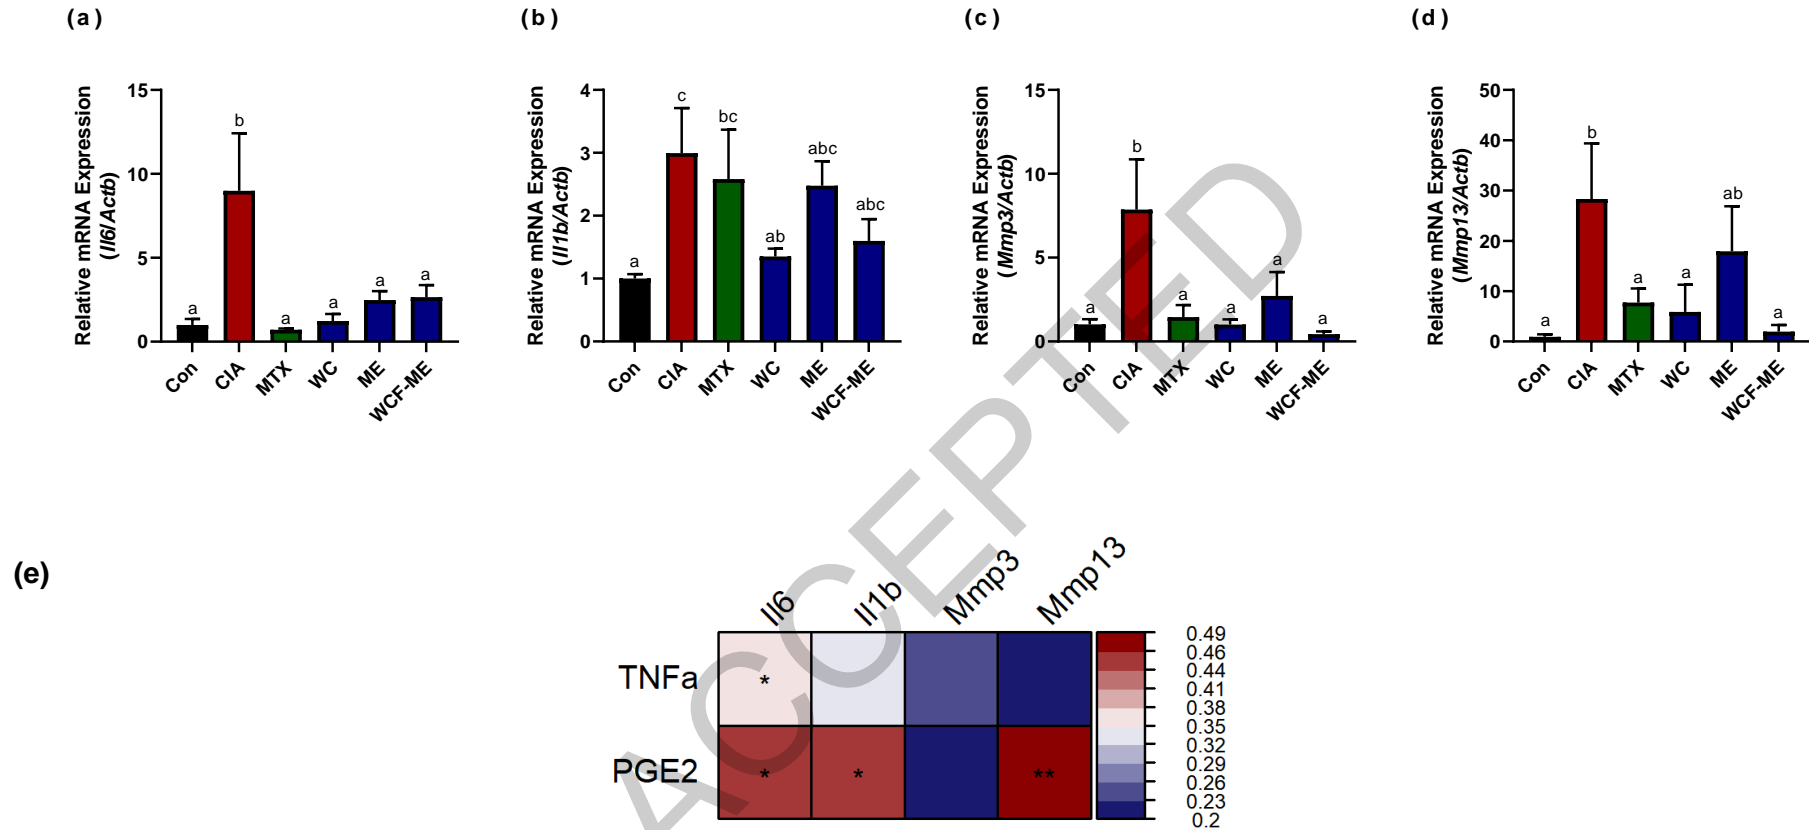 (a)
(b)
(c)
(d)
Relative mRNA Expression
(Il6/Actb)
15
10
5
0
a
b
a
a
a
a
Con
CIA
MTX
WC
ME
WCF-ME
Relative mRNA Expression
(Il1b/Actb)
4
3
2
1
0
a
c
bc
ab
abc
abc
Con
CIA
MTX
WC
ME
WCF-ME
Relative mRNA Expression
(Mmp3/Actb)
15
10
5
0
a
b
a
a
a
a
Con
CIA
MTX
WC
ME
WCF-ME
Relative mRNA Expression
(Mmp13/Actb)
50
40
30
20
10
0
a
b
a
a
ab
a
Con
CIA
MTX
WC
ME
WCF-ME
ACCEPTED
(e)
Il6
Il1b
Mmp3
Mmp13
TNFa
*
PGE2
*
*
**
0.49
0.46
0.44
0.41
0.38
0.35
0.32
0.29
0.26
0.23
0.2